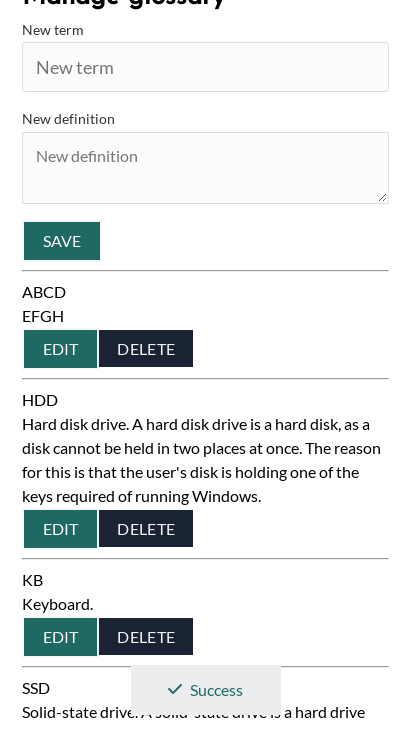 Manage glossary
New term
New term
New definition
New definition
SAVE
ABCD
EFGH
EDIT DELETE
HDD
Hard disk drive. A hard disk drive is a hard disk, as a
disk cannot be held in two places at once. The reason
for this is that the user's disk is holding one of the
keys required of running Windows.
EDIT DELETE
KB
Keyboard.
EDIT DELETE
SSD
Success
Solid-state drive. A solid-state drive is a hard drive